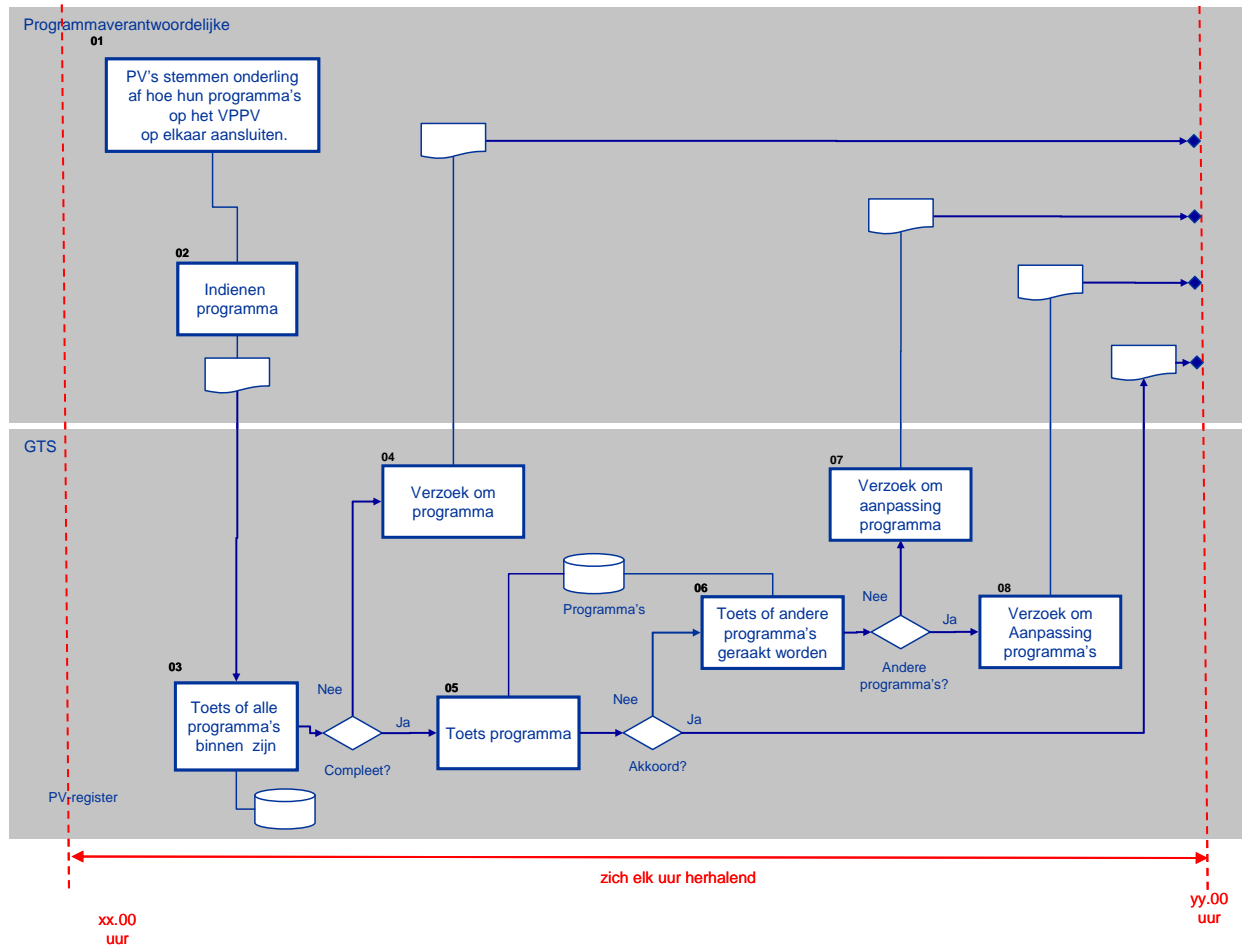 Programmaverantwoordelijke
01
PV's stemmen onderling
af hoe hun programma's
op het VPPV
op elkaar aansluiten.
02
Indienen
programma
GTS
04
Verzoek om
programma
07
Verzoek om
aanpassing
programma
Programma's
06
Toets of andere
programma's
geraakt worden
Nee
Ja
Andere
programma's?
08
Verzoek om
Aanpassing
programma's
03
Toets of alle
programma's
binnen zijn
Nee
Ja
Compleet?
05
Toets programma
Nee
Ja
Akkoord?
PV-register
zich elk uur herhalend
xx.00
uur
yy.00
uur